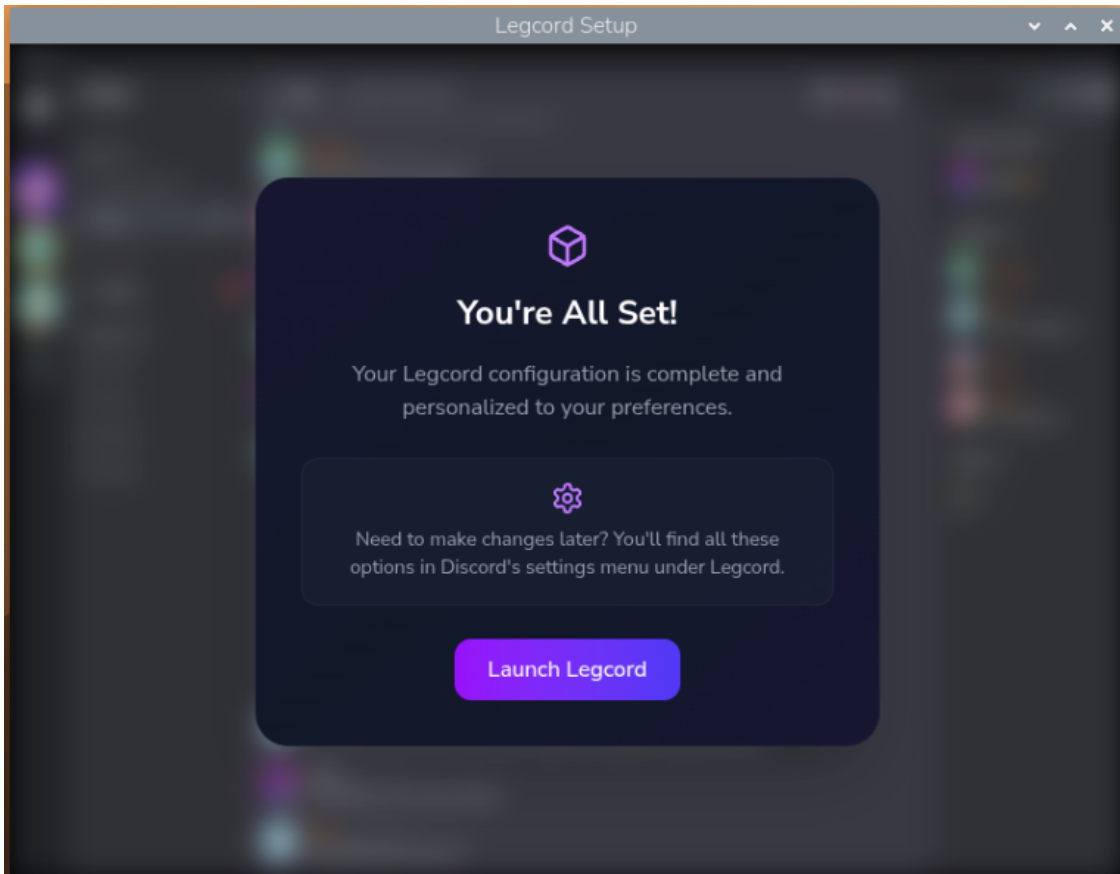 Legcord Setup
You're All Set!
Your Legcord configuration is complete and
personalized to your preferences.
Need to make changes later? You'll find all these
options in Discord's settings menu under Legcord.
Launch Legcord